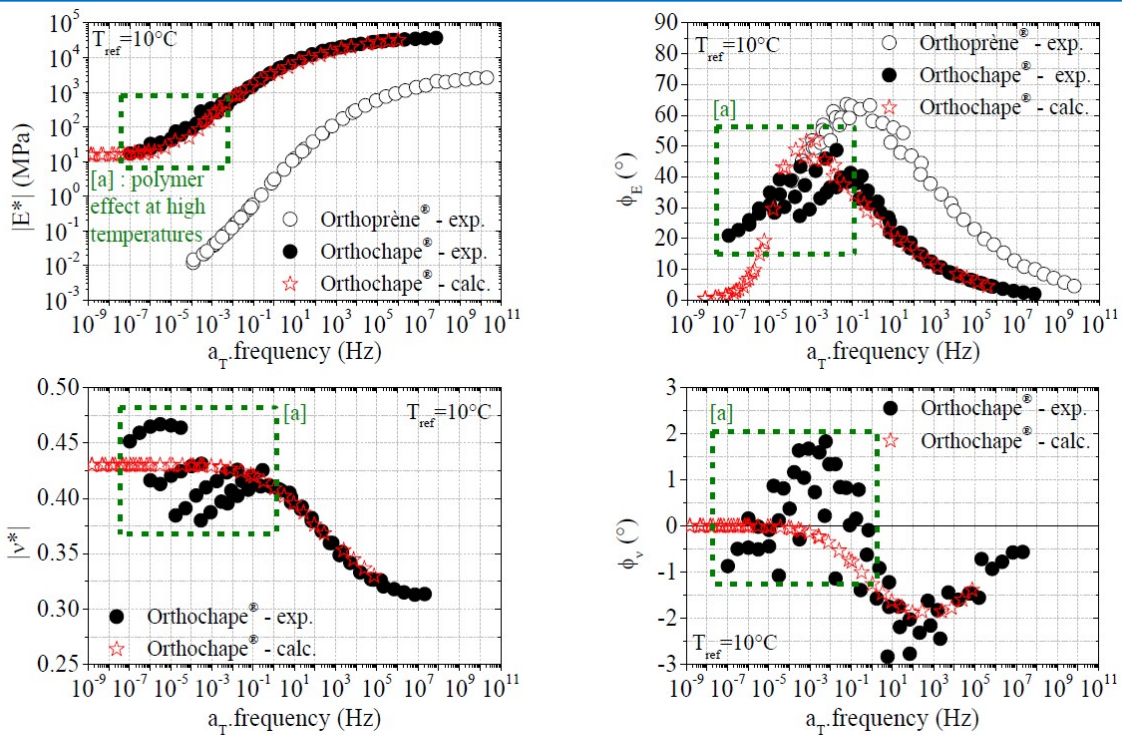 10⁵
10⁴
10³
10²
10¹
10⁰
10⁻¹
10⁻²
10⁻³
|E*| (MPa)
T_ref=10°C
[a] : polymer
effect at high
temperatures
Orthoprène® - exp.
Orthochape® - exp.
Orthochape® - calc.
10⁻⁹ 10⁻⁷ 10⁻⁵ 10⁻³ 10⁻¹ 10¹ 10³ 10⁵ 10⁷ 10⁹ 10¹¹
a_T.frequency (Hz)
90
80
70
60
50
40
30
20
10
0
ϕ_E (°)
T_ref=10°C
Orthoprène® - exp.
Orthochape® - exp.
Orthochape® - calc.
[a]
10⁻⁹ 10⁻⁷ 10⁻⁵ 10⁻³ 10⁻¹ 10¹ 10³ 10⁵ 10⁷ 10⁹ 10¹¹
a_T.frequency (Hz)
0.50
0.45
0.40
0.35
0.30
0.25
|ν*|
[a]
T_ref=10°C
Orthochape® - exp.
Orthochape® - calc.
10⁻⁹ 10⁻⁷ 10⁻⁵ 10⁻³ 10⁻¹ 10¹ 10³ 10⁵ 10⁷ 10⁹ 10¹¹
a_T.frequency (Hz)
3
2
1
0
-1
-2
-3
ϕ_ν (°)
[a]
Orthochape® - exp.
Orthochape® - calc.
T_ref=10°C
10⁻⁹ 10⁻⁷ 10⁻⁵ 10⁻³ 10⁻¹ 10¹ 10³ 10⁵ 10⁷ 10⁹ 10¹¹
a_T.frequency (Hz)